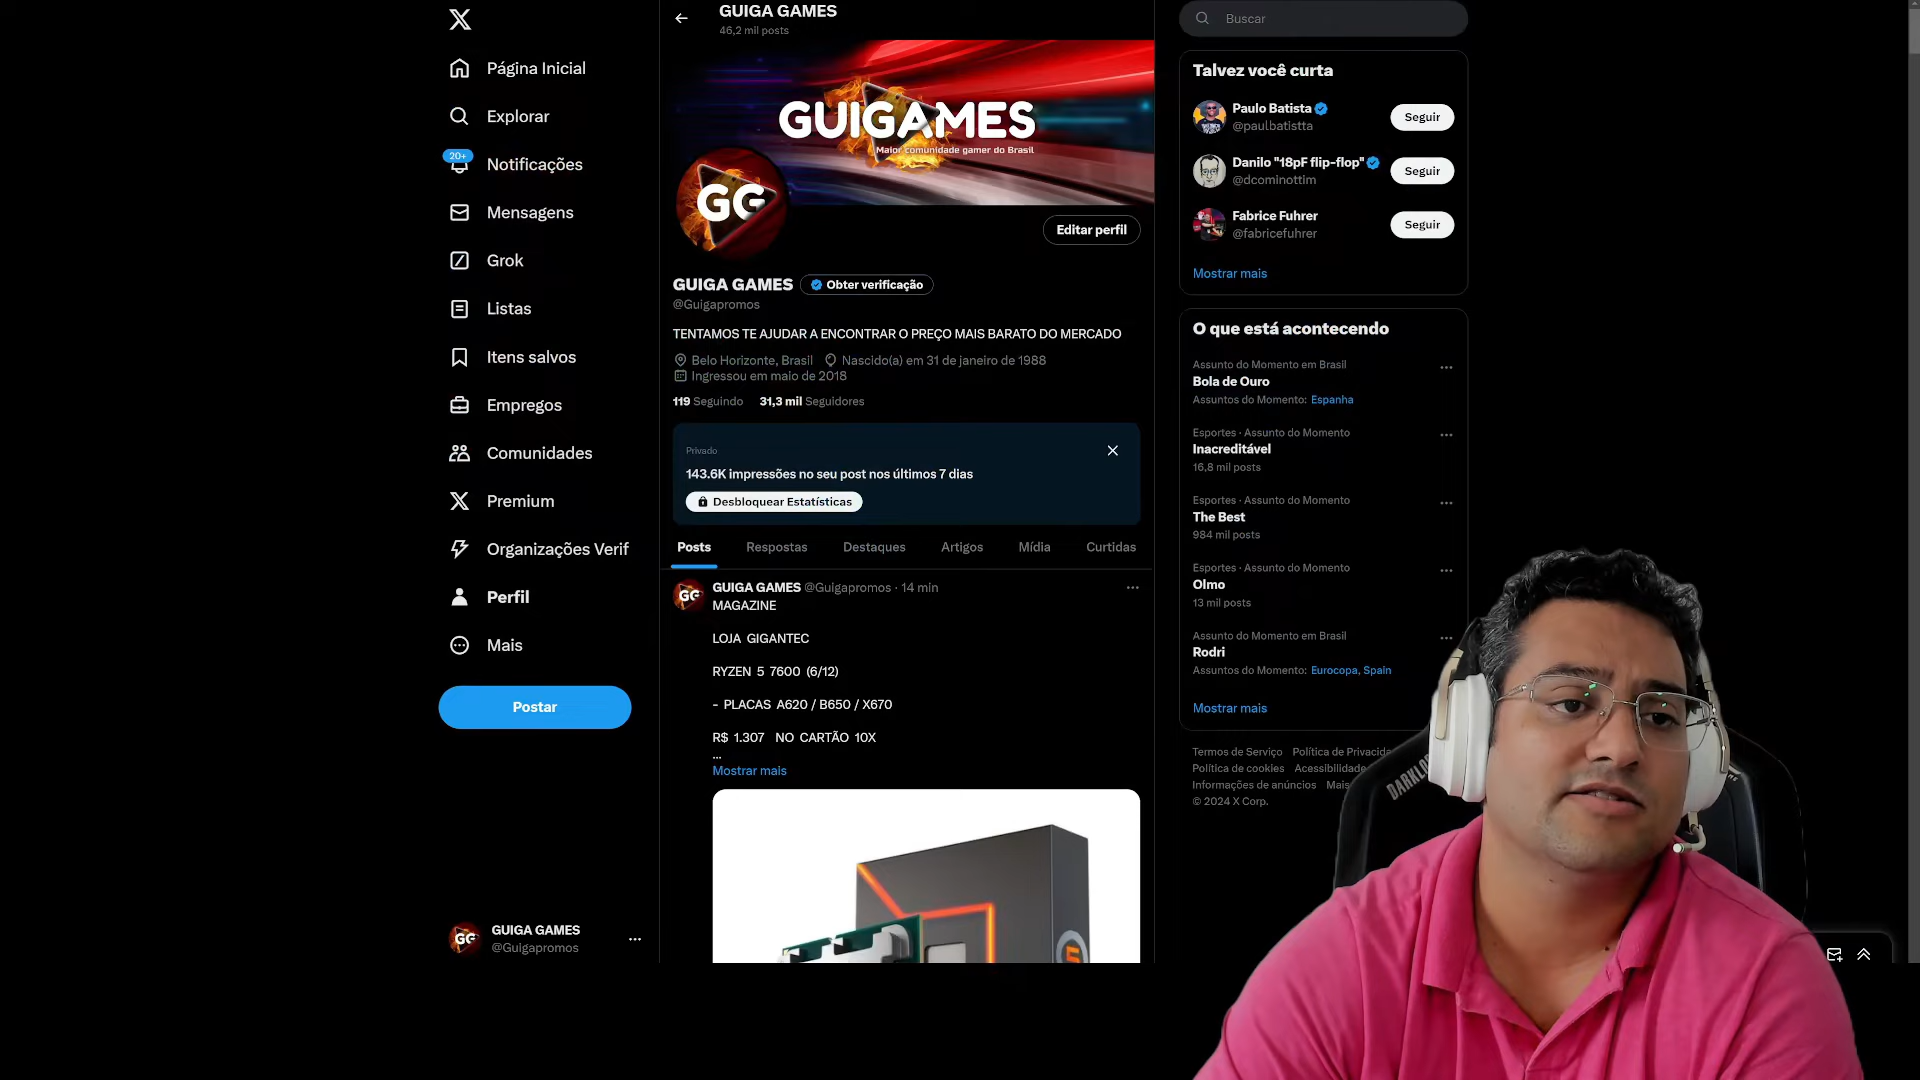 Página Inicial
Explorar
20+
Notificações
Mensagens
Grok
Listas
Itens salvos
Empregos
Comunidades
Premium
Organizações Verif
Perfil
Mais
Postar
GUIGA GAMES
@Guigapromos
GUIGA GAMES
46,2 mil posts
GUIGAMES
Maior comunidade gamer do Brasil
GG
Editar perfil
GUIGA GAMES Obter verificação
@Guigapromos
TENTAMOS TE AJUDAR A ENCONTRAR O PREÇO MAIS BARATO DO MERCADO
Belo Horizonte, Brasil Nascido(a) em 31 de janeiro de 1988
Ingressou em maio de 2018
119 Seguindo 31,3 mil Seguidores
Privado
143.6K impressões no seu post nos últimos 7 dias
Desbloquear Estatísticas
Posts Respostas Destaques Artigos Mídia Curtidas
GG
GUIGA GAMES @Guigapromos · 14 min
MAGAZINE
LOJA GIGANTEC
RYZEN 5 7600 (6/12)
- PLACAS A620 / B650 / X670
R$ 1.307 NO CARTÃO 10X
...
Mostrar mais
5
Buscar
Talvez você curta
Paulo Batista
@paulbatistta
Seguir
Danilo "18pF flip-flop"
@dcominottim
Seguir
Fabrice Fuhrer
@fabricefuhrer
Seguir
Mostrar mais
O que está acontecendo
Assunto do Momento em Brasil
Bola de Ouro
Assuntos do Momento: Espanha
Esportes · Assunto do Momento
Inacreditável
16,8 mil posts
Esportes · Assunto do Momento
The Best
984 mil posts
Esportes · Assunto do Momento
Olmo
13 mil posts
Assunto do Momento em Brasil
Rodri
Assuntos do Momento: Eurocopa, Spain
Mostrar mais
Termos de Serviço Política de Privacida
Política de cookies Acessibilidade
Informações de anúncios Mais
© 2024 X Corp.
GG